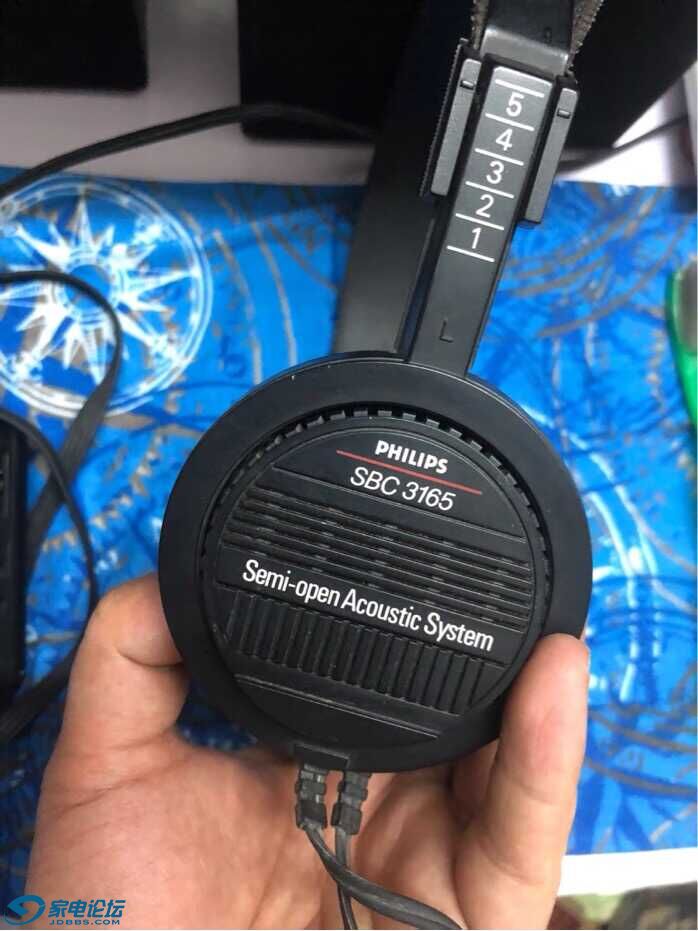 5
4
3
2
1
L
PHILIPS
SBC 3165
Semi-open Acoustic System
家电论坛
JDBBS.COM